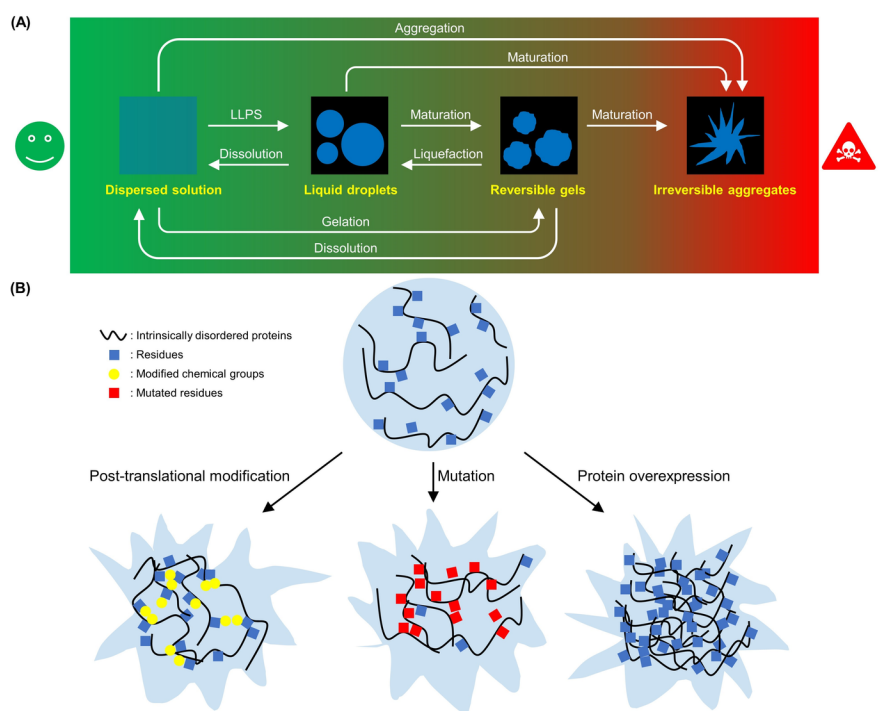 (A)
Aggregation
Maturation
LLPS
Maturation
Maturation
Dissolution
Liquefaction
Dispersed solution
Liquid droplets
Reversible gels
Irreversible aggregates
Gelation
Dissolution
(B)
: Intrinsically disordered proteins
: Residues
: Modified chemical groups
: Mutated residues
Post-translational modification
Mutation
Protein overexpression